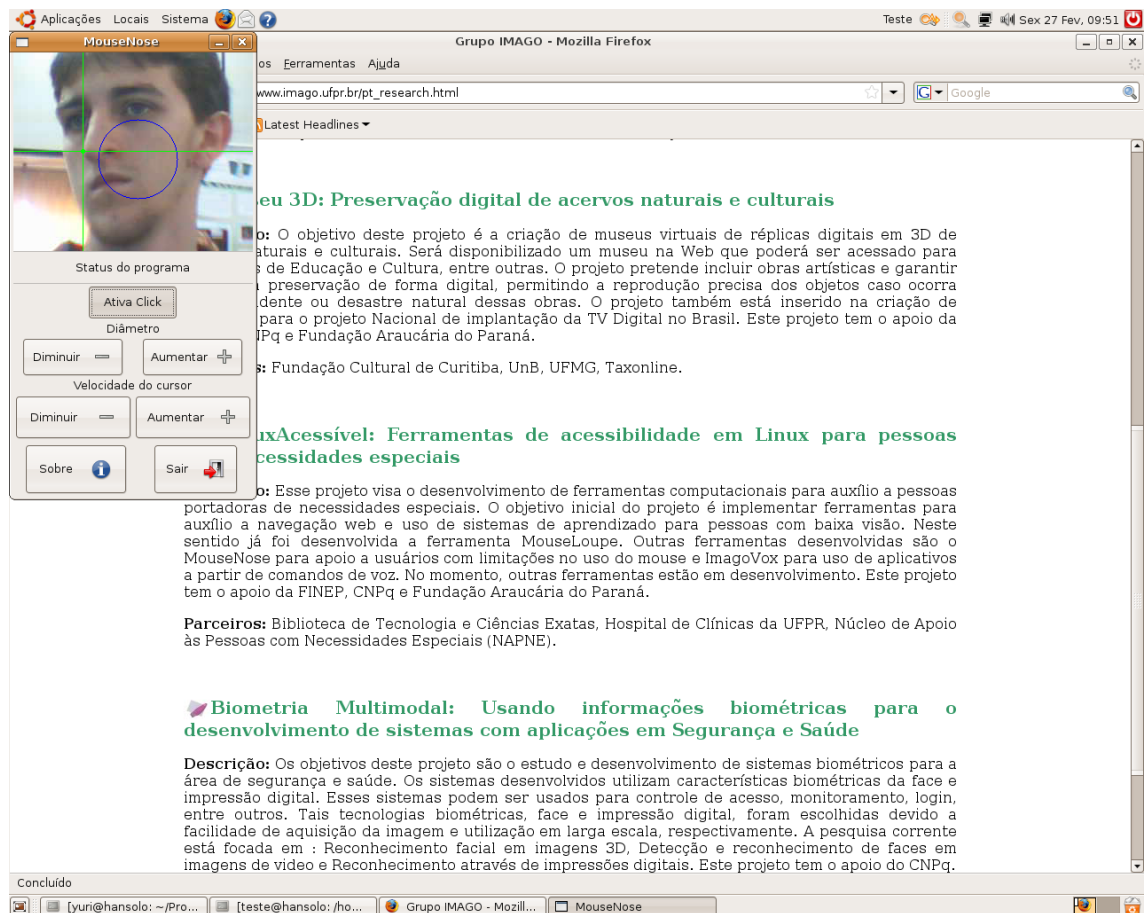 Aplicações Locais Sistema
Teste
Sex 27 Fev, 09:51
MouseNose
Grupo IMAGO - Mozilla Firefox
os Ferramentas Ajuda
www.imago.ufpr.br/pt_research.html
G Google
Latest Headlines
Status do programa
Ativa Click
Diâmetro
Diminuir
Aumentar
Velocidade do cursor
Diminuir
Aumentar
Sobre
Sair
seu 3D: Preservação digital de acervos naturais e culturais
o: O objetivo deste projeto é a criação de museus virtuais de réplicas digitais em 3D de
aturais e culturais. Será disponibilizado um museu na Web que poderá ser acessado para
s de Educação e Cultura, entre outras. O projeto pretende incluir obras artísticas e garantir
preservação de forma digital, permitindo a reprodução precisa dos objetos caso ocorra
idente ou desastre natural dessas obras. O projeto também está inserido na criação de
para o projeto Nacional de implantação da TV Digital no Brasil. Este projeto tem o apoio da
NPq e Fundação Araucária do Paraná.
s: Fundação Cultural de Curitiba, UnB, UFMG, Taxonline.
uxAcessível: Ferramentas de acessibilidade em Linux para pessoas
cessidades especiais
o: Esse projeto visa o desenvolvimento de ferramentas computacionais para auxílio a pessoas
portadoras de necessidades especiais. O objetivo inicial do projeto é implementar ferramentas para
auxílio a navegação web e uso de sistemas de aprendizado para pessoas com baixa visão. Neste
sentido já foi desenvolvida a ferramenta MouseLoupe. Outras ferramentas desenvolvidas são o
MouseNose para apoio a usuários com limitações no uso do mouse e ImagoVox para uso de aplicativos
a partir de comandos de voz. No momento, outras ferramentas estão em desenvolvimento. Este projeto
tem o apoio da FINEP, CNPq e Fundação Araucária do Paraná.
Parceiros: Biblioteca de Tecnologia e Ciências Exatas, Hospital de Clínicas da UFPR, Núcleo de Apoio
às Pessoas com Necessidades Especiais (NAPNE).
Biometria Multimodal: Usando informações biométricas para o
desenvolvimento de sistemas com aplicações em Segurança e Saúde
Descrição: Os objetivos deste projeto são o estudo e desenvolvimento de sistemas biométricos para a
área de segurança e saúde. Os sistemas desenvolvidos utilizam características biométricas da face e
impressão digital. Esses sistemas podem ser usados para controle de acesso, monitoramento, login,
entre outros. Tais tecnologias biométricas, face e impressão digital, foram escolhidas devido a
facilidade de aquisição da imagem e utilização em larga escala, respectivamente. A pesquisa corrente
está focada em : Reconhecimento facial em imagens 3D, Detecção e reconhecimento de faces em
imagens de video e Reconhecimento através de impressões digitais. Este projeto tem o apoio do CNPq.
Concluído
[yuri@hansolo: ~/Pro...
[teste@hansolo: /ho...
Grupo IMAGO - Mozill...
MouseNose